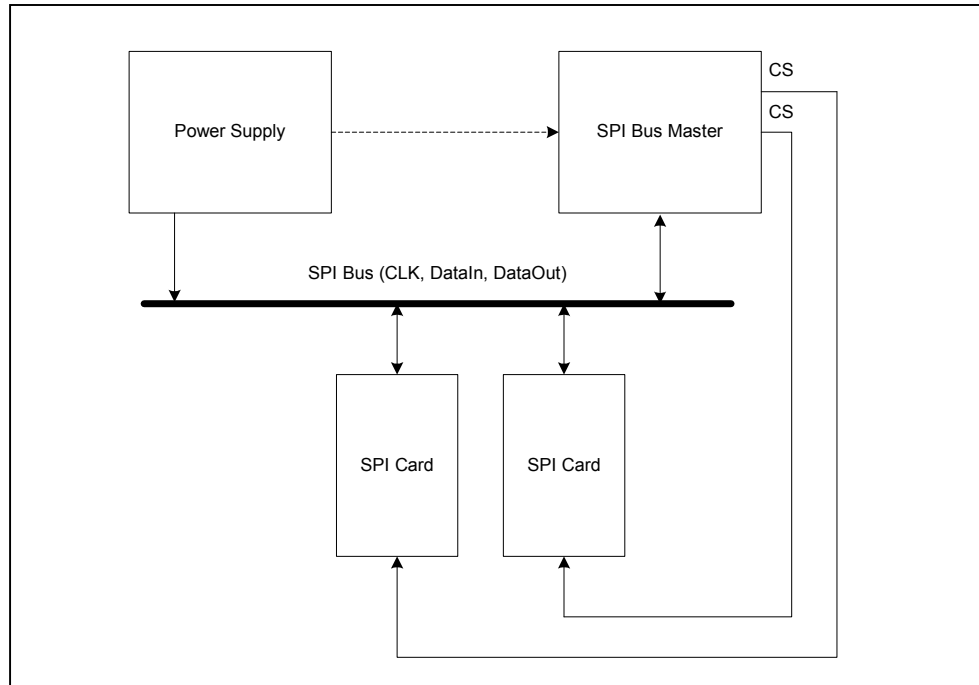 CS
CS
Power Supply
SPI Bus Master
SPI Bus (CLK, DataIn, DataOut)
SPI Card
SPI Card